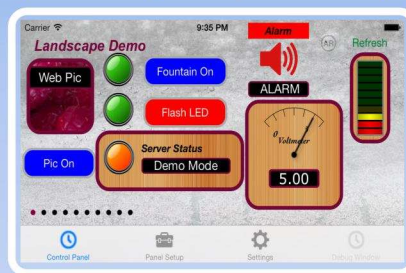 Carrier 9:35 PM
Alarm
AR
Refresh
Landscape Demo
Web Pic
Fountain On
Flash LED
ALARM
Server Status
Demo Mode
Pic On
Voltmeter
5.00
Control Panel
Panel Setup
Settings
Debug Window